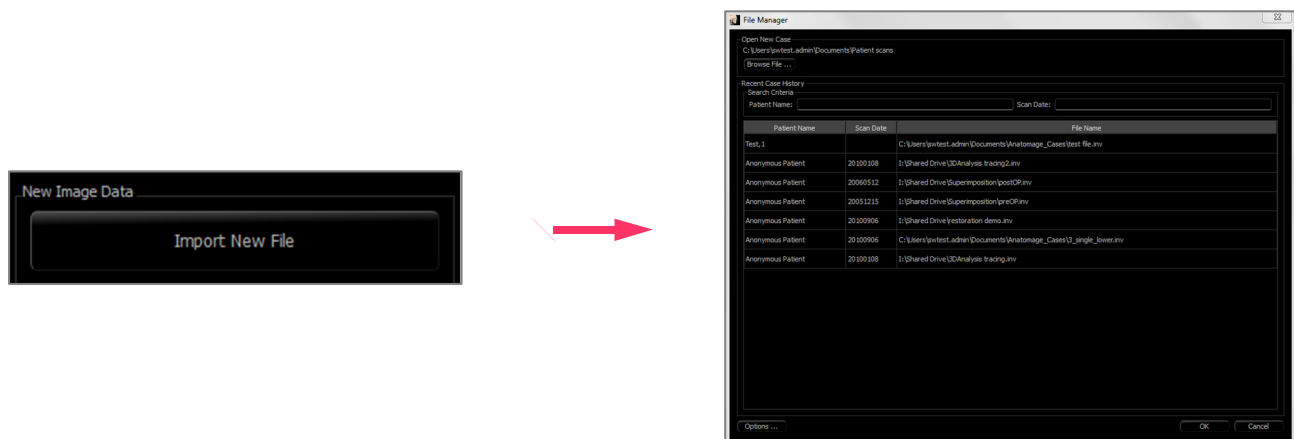 New Image Data
Import New File
File Manager
Open New Case
C:\Users\swtest.admin\Documents\Patient scans
Browse File ...
Recent Case History
Search Criteria
Patient Name: Scan Date:
Patient Name Scan Date File Name
Test, 1 C:\Users\swtest.admin\Documents\Anatomage_Cases\test file.inv
Anonymous Patient 20100108 I:\Shared Drive\3DAnalysis tracing2.inv
Anonymous Patient 20060512 I:\Shared Drive\Superimposition\postOP.inv
Anonymous Patient 20051215 I:\Shared Drive\Superimposition\preOP.inv
Anonymous Patient 20100906 I:\Shared Drive\restoration demo.inv
Anonymous Patient 20100906 C:\Users\swtest.admin\Documents\Anatomage_Cases\3_single_lower.inv
Anonymous Patient 20100108 I:\Shared Drive\3DAnalysis tracing.inv
Options ... OK Cancel